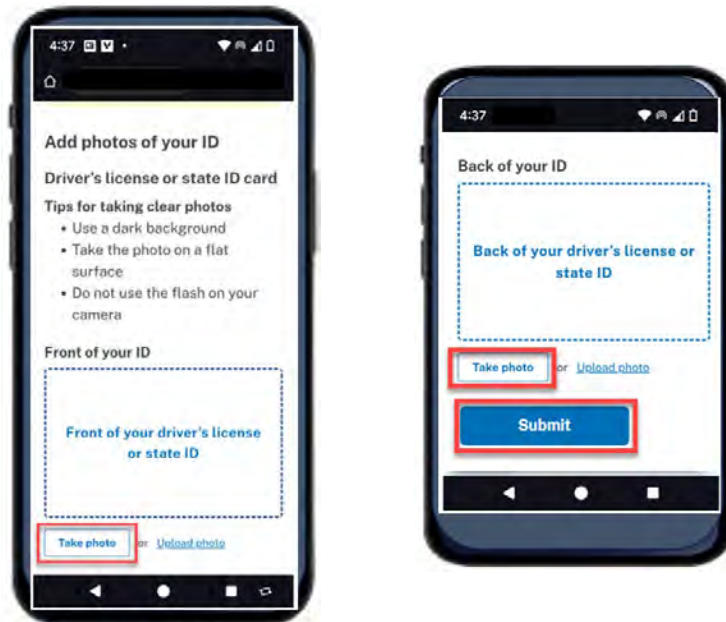 4:37
Add photos of your ID
Driver's license or state ID card
Tips for taking clear photos
• Use a dark background
• Take the photo on a flat
surface
• Do not use the flash on your
camera
Front of your ID
Front of your driver's license
or state ID
Take photo or Upload photo
4:37
Back of your ID
Back of your driver's license or
state ID
Take photo or Upload photo
Submit